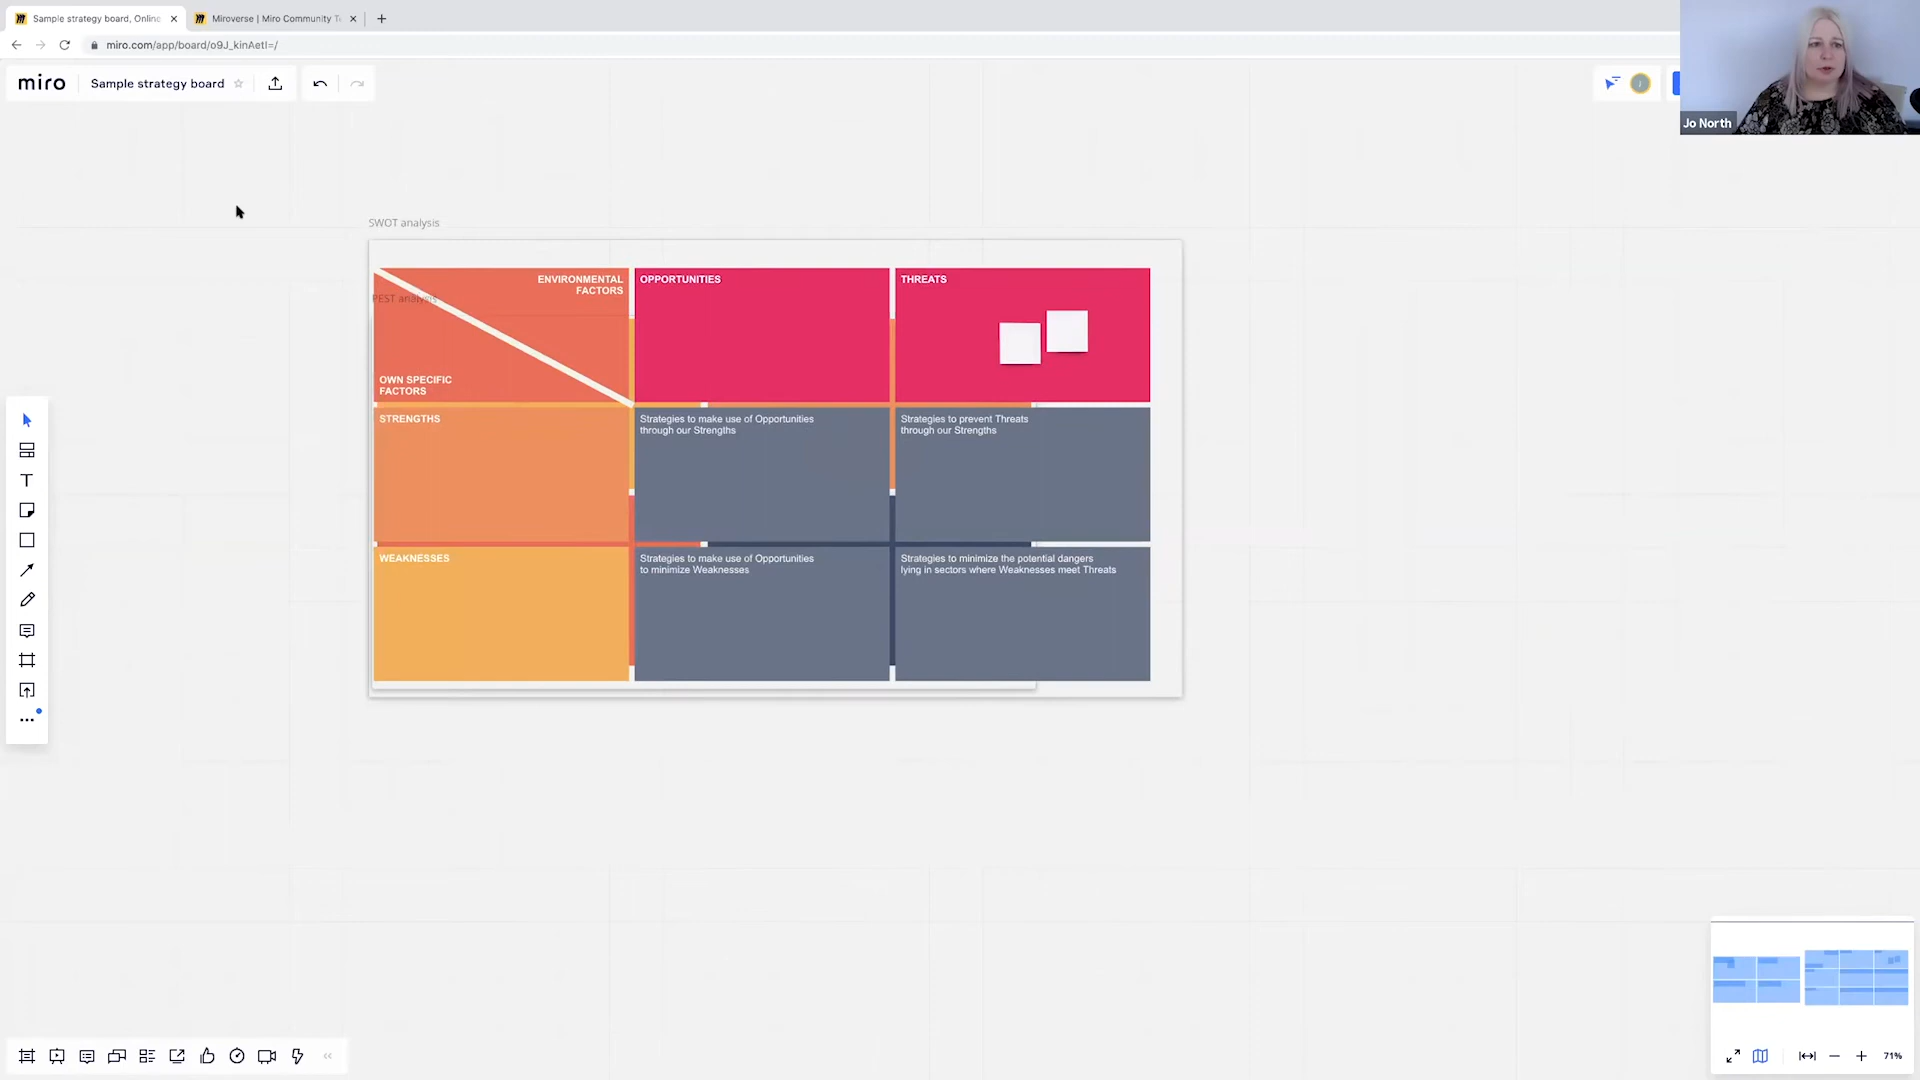 Sample strategy board, Online
Miroverse | Miro Community Te
miro.com/app/board/o9J_kinAetI=/
miro
Sample strategy board
Jo North
SWOT analysis
ENVIRONMENTAL
FACTORS
PEST analysis
OWN SPECIFIC
FACTORS
OPPORTUNITIES
THREATS
STRENGTHS
Strategies to make use of Opportunities
through our Strengths
Strategies to prevent Threats
through our Strengths
WEAKNESSES
Strategies to make use of Opportunities
to minimize Weaknesses
Strategies to minimize the potential dangers
lying in sectors where Weaknesses meet Threats
71%